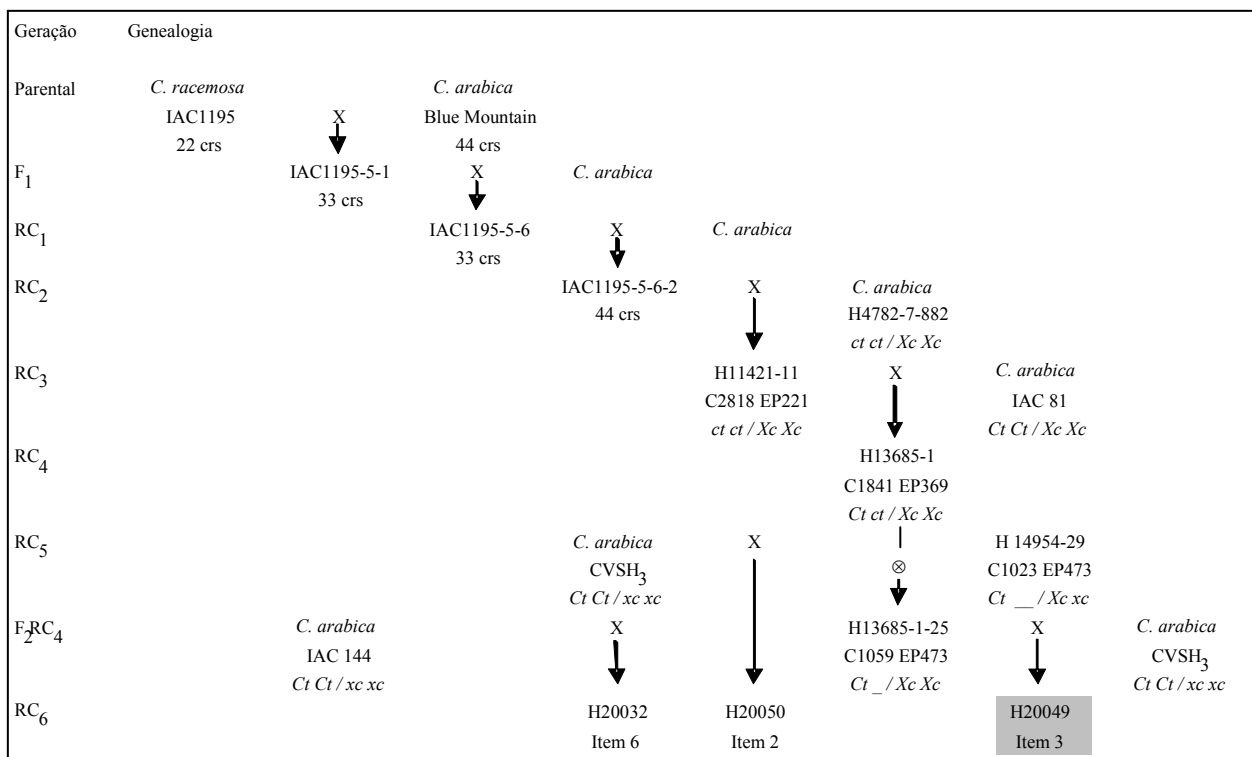 Geração Genealogia
Parental C. racemosa C. arabica
IAC1195 X Blue Mountain
22 crs 44 crs
F1 IAC1195-5-1 X C. arabica
33 crs
RC1 IAC1195-5-6 X C. arabica
33 crs
RC2 IAC1195-5-6-2 X C. arabica
44 crs H4782-7-882
ct ct / Xc Xc
RC3 H11421-11 X C. arabica
C2818 EP221 IAC 81
ct ct / Xc Xc Ct Ct / Xc Xc
RC4 H13685-1
C1841 EP369
Ct ct / Xc Xc
RC5 C. arabica X H 14954-29
CVSH3 ⊗ C1023 EP473
Ct Ct / xc xc Ct __ / Xc xc
F2RC4 C. arabica X H13685-1-25 X C. arabica
IAC 144 C1059 EP473 CVSH3
Ct Ct / xc xc Ct _ / Xc Xc Ct Ct / xc xc
RC6 H20032 H20050 H20049
Item 6 Item 2 Item 3